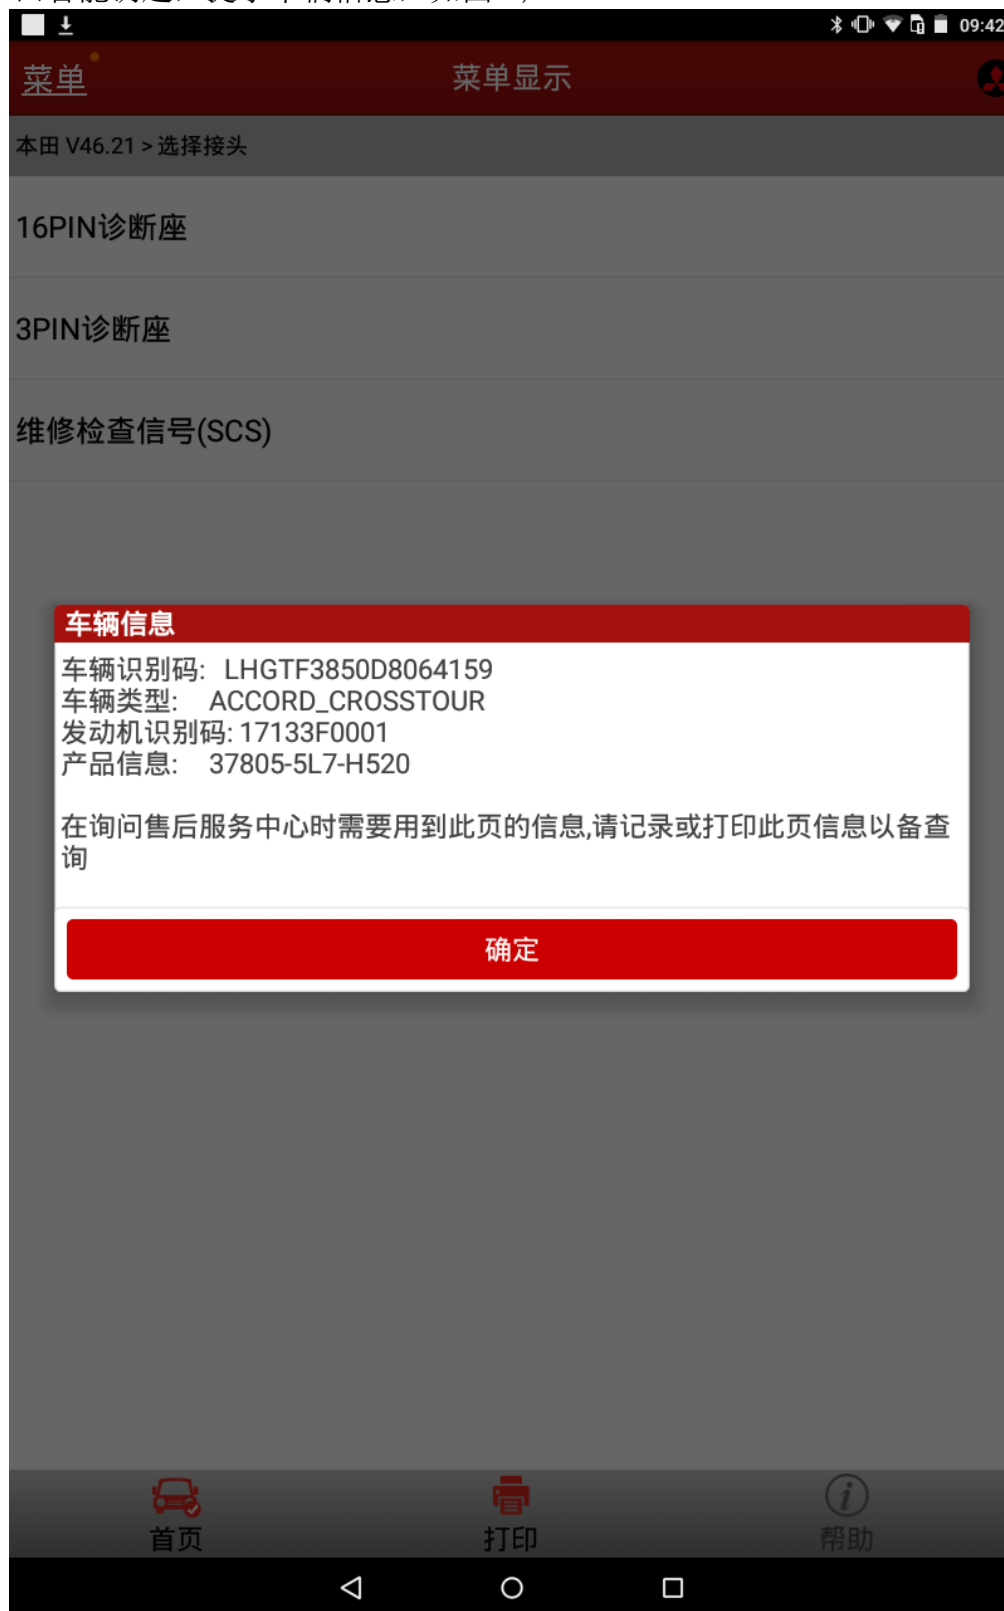 09:42
菜单
菜单显示
本田 V46.21 > 选择接头
16PIN诊断座
3PIN诊断座
维修检查信号(SCS)
车辆信息
车辆识别码: LHGTF3850D8064159
车辆类型: ACCORD_CROSSTOUR
发动机识别码: 17133F0001
产品信息: 37805-5L7-H520
在询问售后服务中心时需要用到此页的信息,请记录或打印此页信息以备查
询
确定
首页
打印
帮助